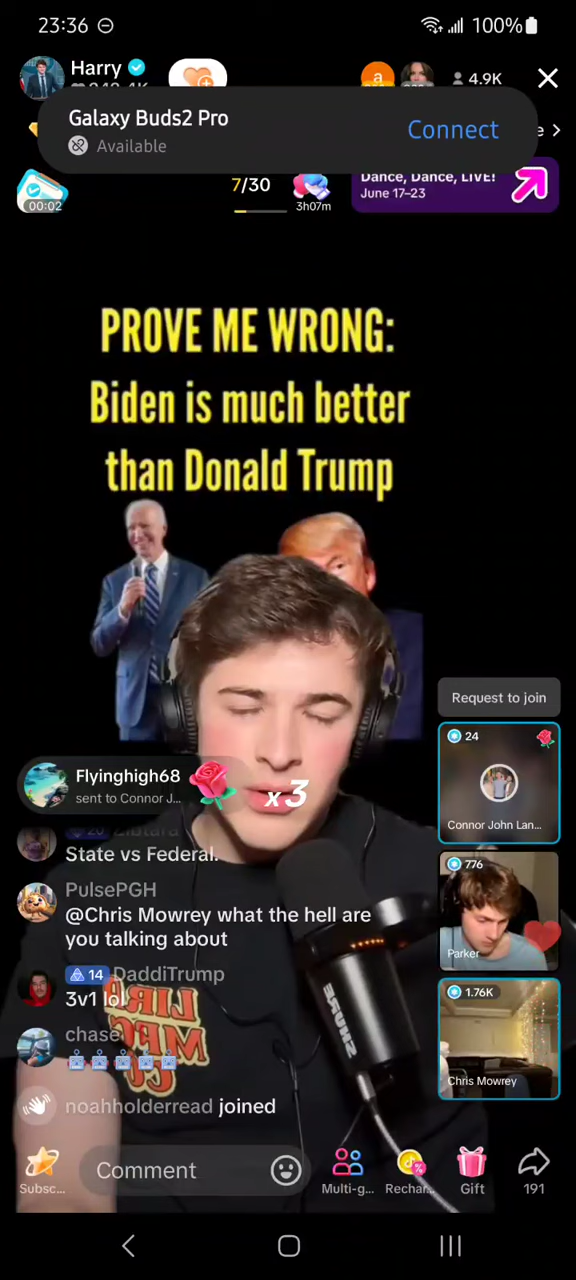 23:36
100%
Harry
4.9K
Galaxy Buds2 Pro
Available
Connect
00:02
7/30
3h07m
Dance, Dance, LIVE!
June 17–23
PROVE ME WRONG:
Biden is much better
than Donald Trump
Request to join
24
Connor John Lan...
Flyinghigh68
sent to Connor J...
x3
State vs Federal.
PulsePGH
@Chris Mowrey what the hell are
you talking about
776
Parker
14 DaddiTrump
3v1 lol
SHURE
1.76K
Chris Mowrey
chase
noahholderread joined
Subsc...
Comment
Multi-g...
Rechar...
Gift
191